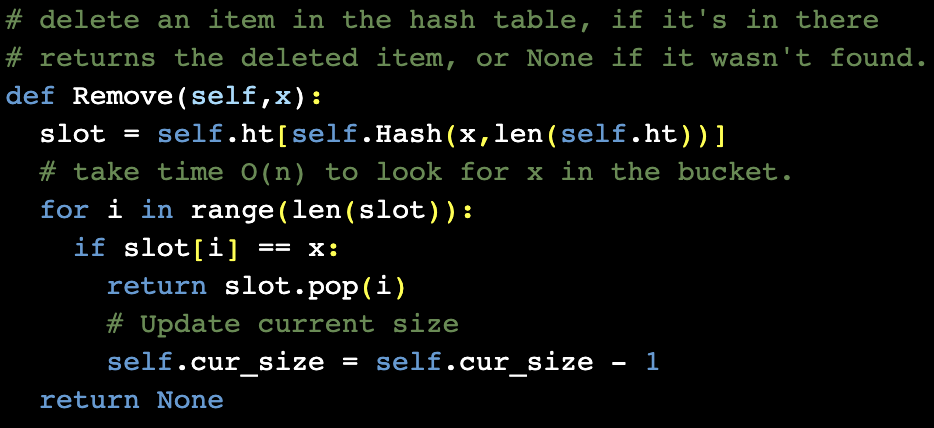 # delete an item in the hash table, if it's in there
# returns the deleted item, or None if it wasn't found.
def Remove(self,x):
  slot = self.ht[self.Hash(x,len(self.ht))]
  # take time O(n) to look for x in the bucket.
  for i in range(len(slot)):
    if slot[i] == x:
      return slot.pop(i)
      # Update current size
      self.cur_size = self.cur_size - 1
  return None